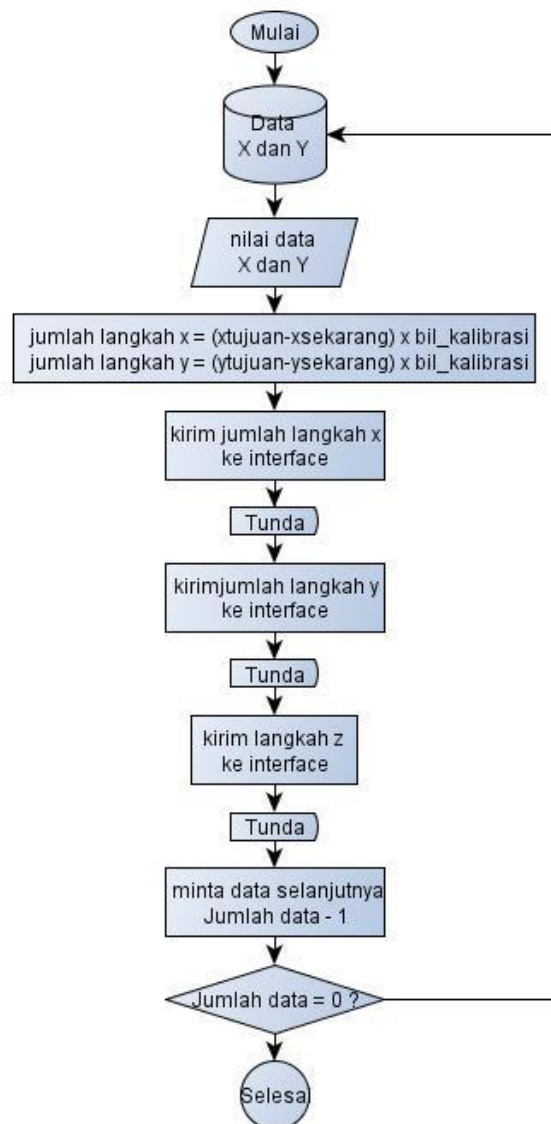 Mulai
Data
X dan Y
nilai data
X dan Y
jumlah langkah x = (xtujuan-xsekarang) x bil_kalibrasi
jumlah langkah y = (ytujuan-ysekarang) x bil_kalibrasi
kirim jumlah langkah x
ke interface
Tunda
kirimjumlah langkah y
ke interface
Tunda
kirim langkah z
ke interface
Tunda
minta data selanjutnya
Jumlah data - 1
Jumlah data = 0 ?
Selesai